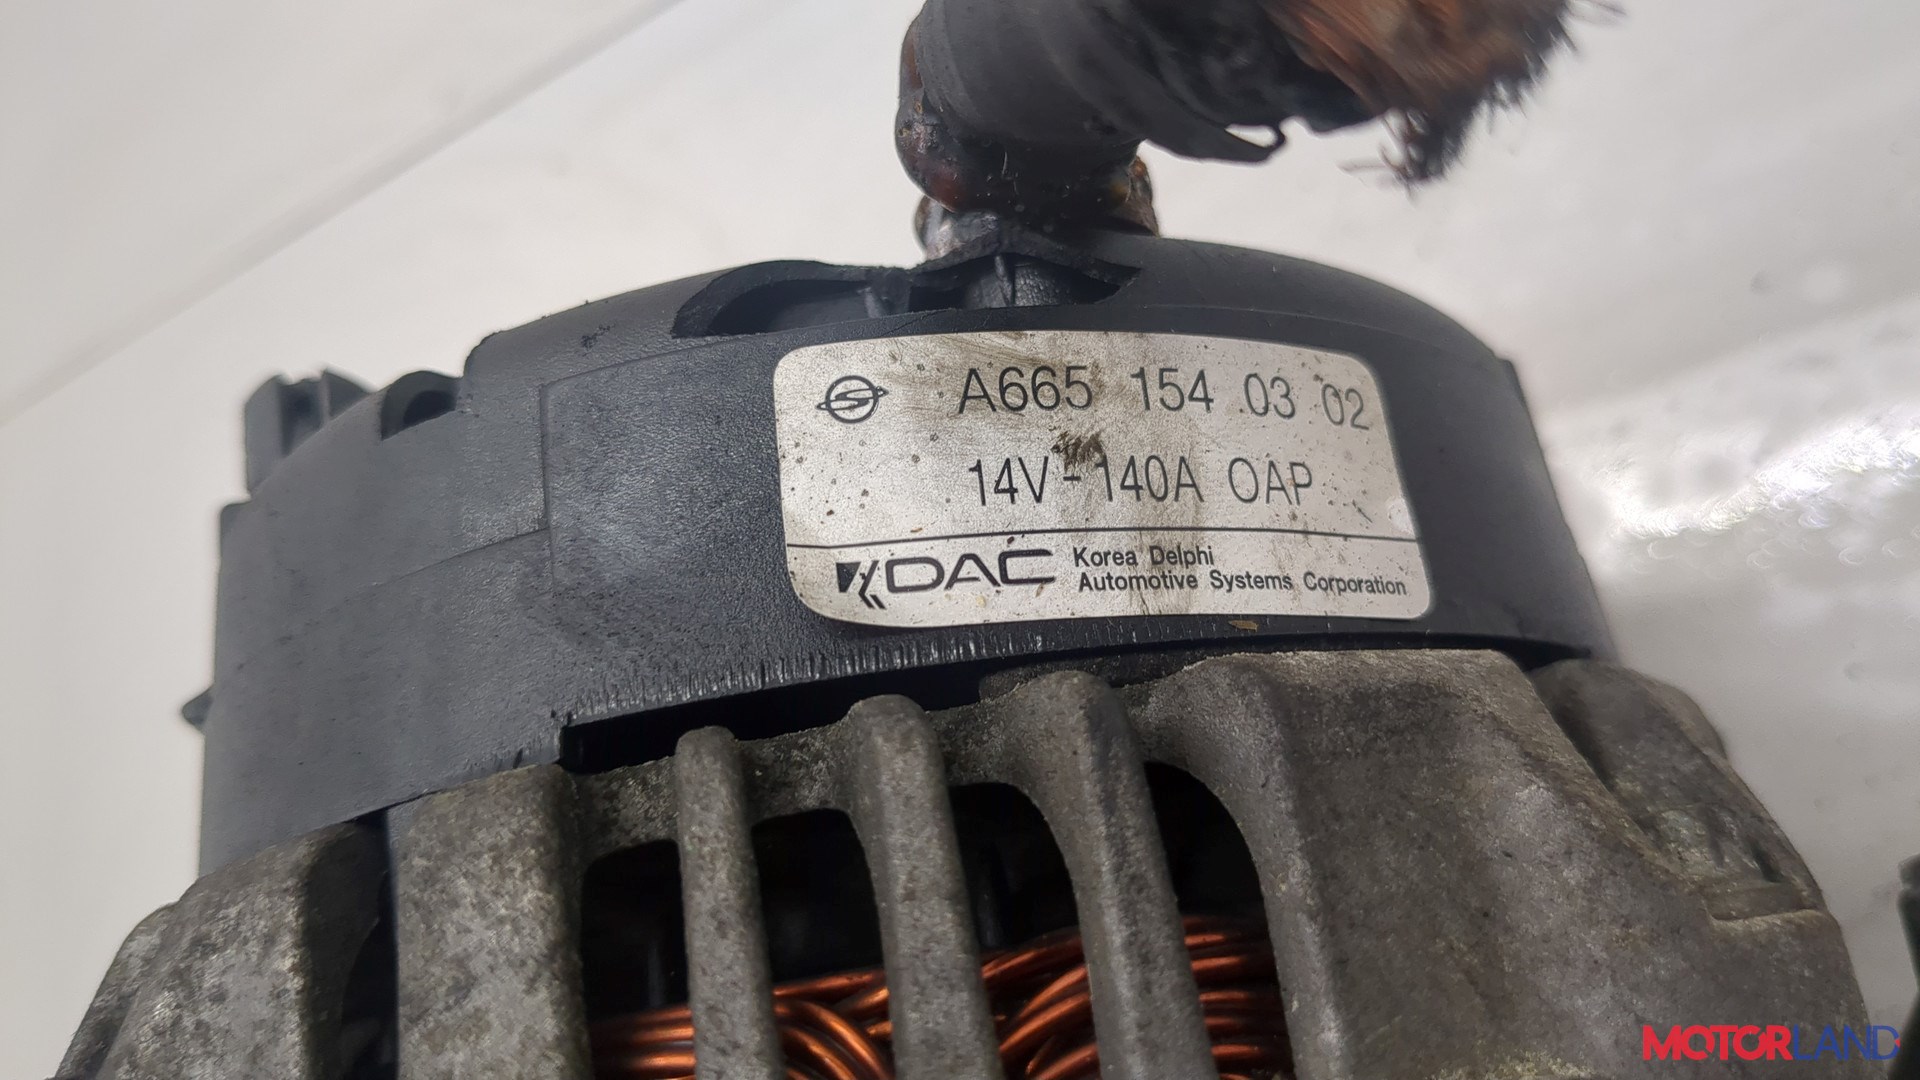 A665 154 03 02
14V - 140A OAP
KDAC Korea Delphi
Automotive Systems Corporation
MOTORLAND